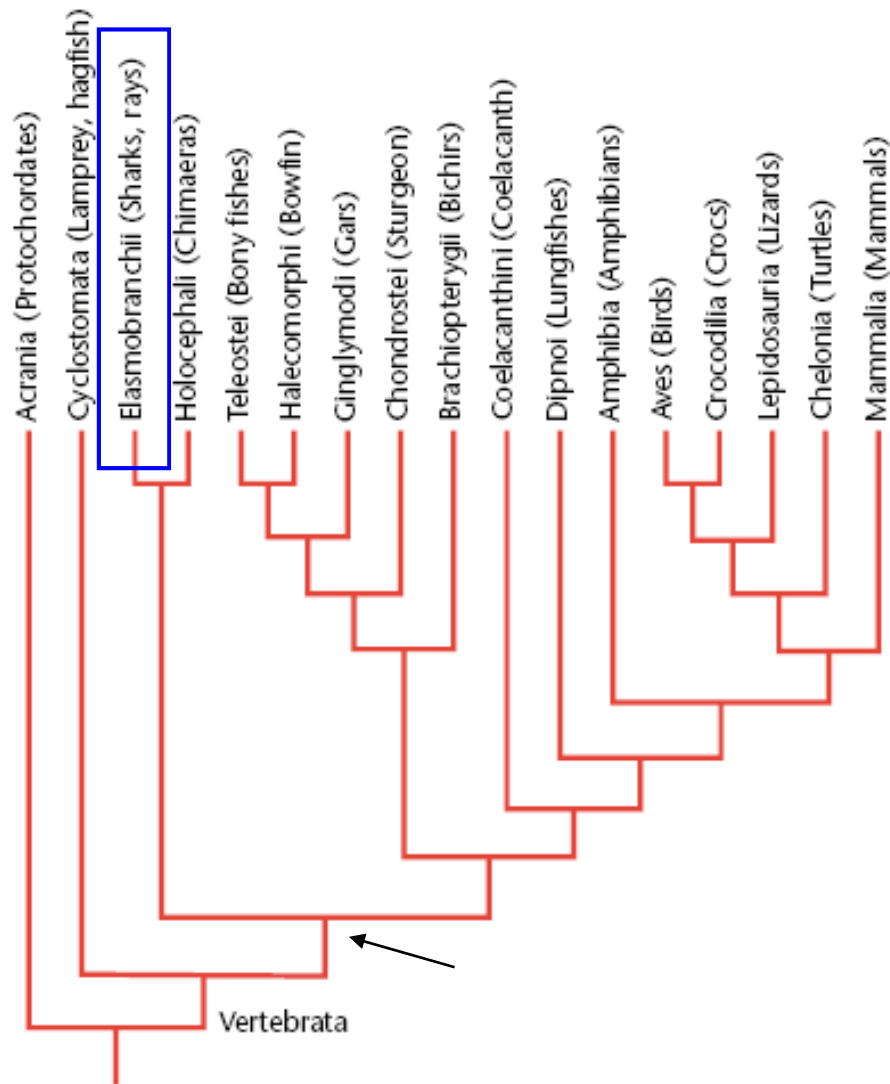 Acrania (Protochordates)
Cyclostomata (Lamprey, hagfish)
Elasmobranchii (Sharks, rays)
Holocephali (Chimaeras)
Teleostei (Bony fishes)
Halecomorphi (Bowfin)
Ginglymodi (Gars)
Chondrostei (Sturgeon)
Brachiopterygii (Bichirs)
Coelacanthini (Coelacanth)
Dipnoi (Lungfishes)
Amphibia (Amphibians)
Aves (Birds)
Crocodilia (Crocs)
Lepidosauria (Lizards)
Chelonia (Turtles)
Mammalia (Mammals)
Vertebrata